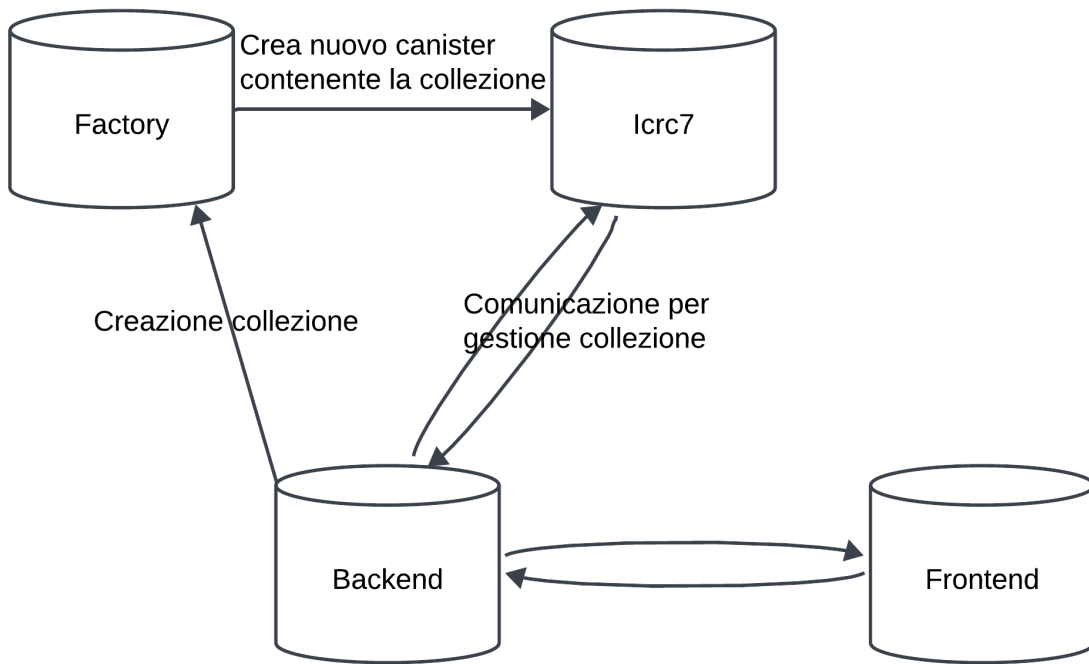 Crea nuovo canister
contenente la collezione
Factory
Icrc7
Creazione collezione
Comunicazione per
gestione collezione
Backend
Frontend